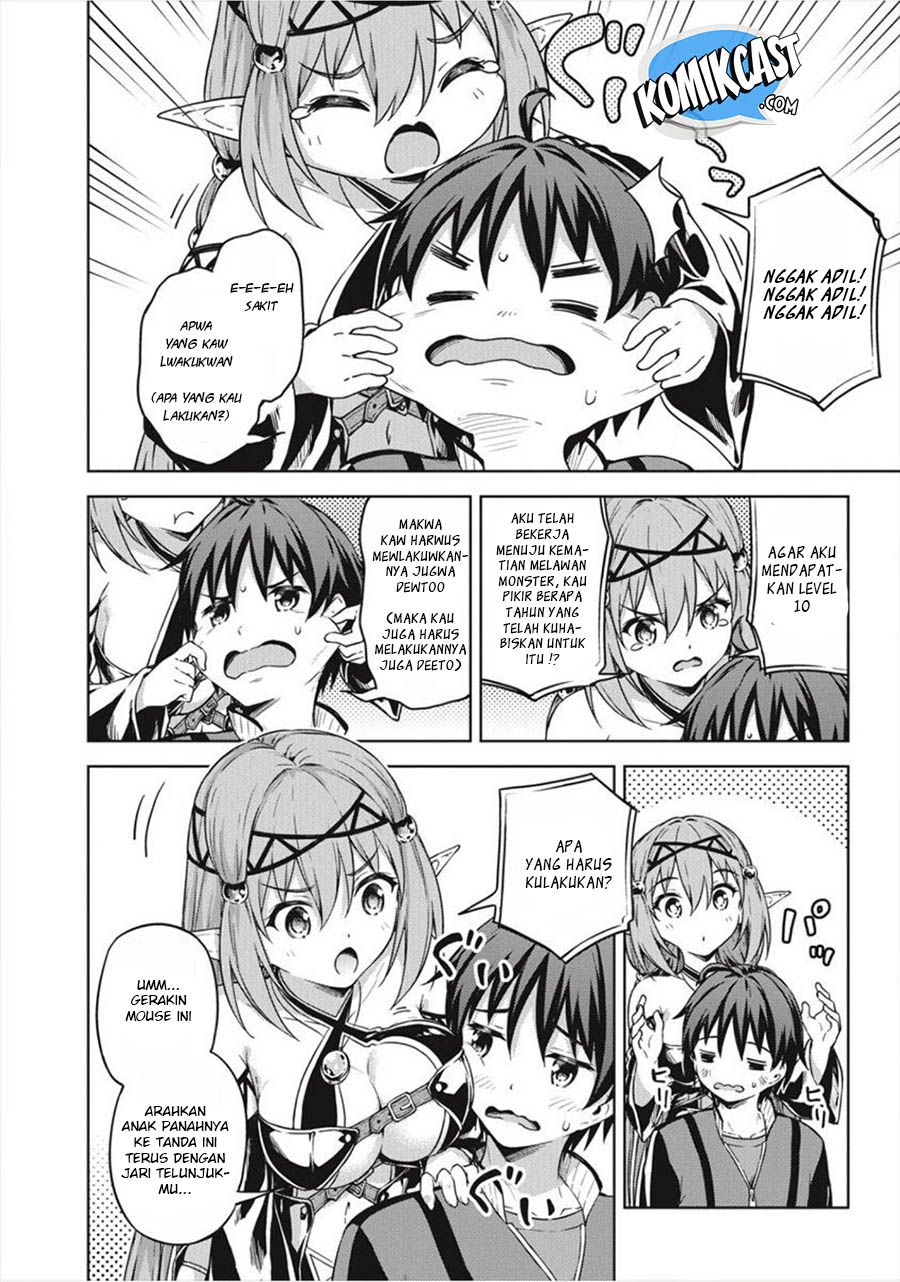 KOMIKCAST
.COM
NGGAK ADIL!
NGGAK ADIL!
NGGAK ADIL!
E-E-E-EH
SAKIT
APWA
YANG KAW
LWAKUKWAN
(APA YANG KAU
LAKUKAN?)
AGAR AKU
MENDAPAT-
KAN LEVEL
10
AKU TELAH
BEKERJA
MENUJU KEMA-
TIAN MELAWAN
MONSTER, KAU
PIKIR BERAPA
TAHUN YANG
TELAH KUHA-
BISKAN UNTUK
ITU !?
MAKWA
KAW HARWUS
MEWLAKUWKAN-
NYA JUGWA
DEWTOO
(MAKA KAU
JUGA HARUS
MELAKUKANNYA
JUGA DEETO)
パ
APA
YANG HARUS
KULAKUKAN?
UMM...
GERAKIN
MOUSE INI
ARAHKAN
ANAK PANAHNYA
KE TANDA INI
TERUS DENGAN
JARI TELUNJUK-
MU...